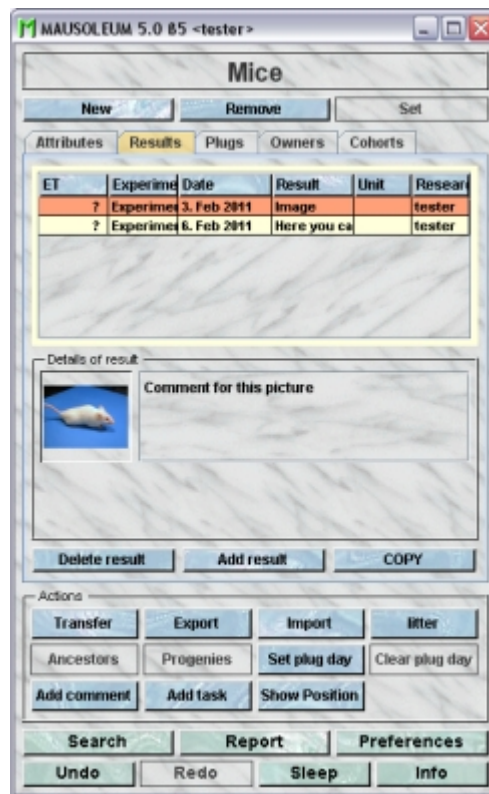 MAUSOLEUM 5.0 ß5 <tester>
Mice
New Remove Set
Attributes Results Plugs Owners Cohorts
ET Experime Date Result Unit Resear
? Experimer 3. Feb 2011 Image tester
? Experimer 6. Feb 2011 Here you ca tester
Details of result
Comment for this picture
Delete result Add result COPY
Actions
Transfer Export Import litter
Ancestors Progenies Set plug day Clear plug day
Add comment Add task Show Position
Search Report Preferences
Undo Redo Sleep Info